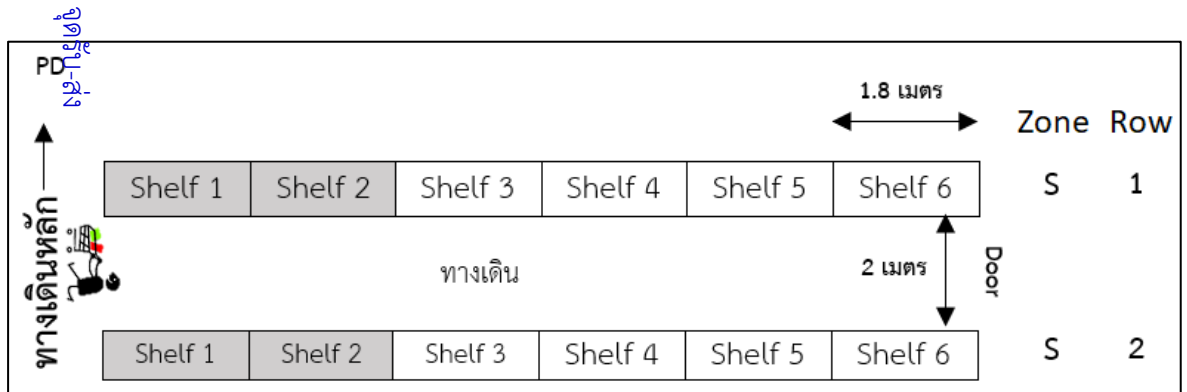 จุดรับ-ส่ง
PD
1.8 เมตร
Zone Row
Shelf 1 Shelf 2 Shelf 3 Shelf 4 Shelf 5 Shelf 6 S 1
ทางเดินหลัก
ทางเดิน
2 เมตร
Door
Shelf 1 Shelf 2 Shelf 3 Shelf 4 Shelf 5 Shelf 6 S 2